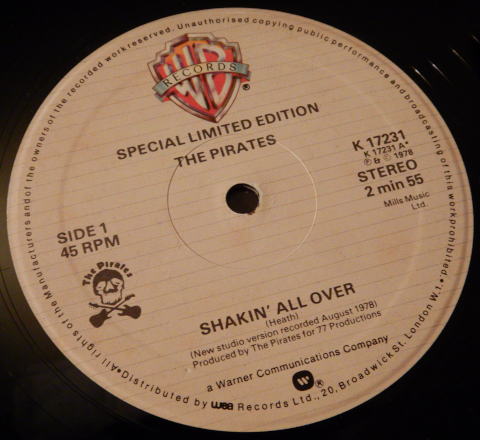 WB
RECORDS
®
SPECIAL LIMITED EDITION
THE PIRATES
K 17231
K 17231 A•
Ⓟ & © 1978
STEREO
2 min 55
Mills Music
Ltd.
SIDE 1
45 RPM
The Pirates
SHAKIN' ALL OVER
(Heath)
(New studio version recorded August 1978)
Produced by The Pirates for 77 Productions
a Warner Communications Company
®
All rights of the Manufacturers and of the owners of the recorded work reserved. Unauthorised copying public performance and broadcasting of this work prohibited.
•Distributed by wea Records Ltd., 20, Broadwick St. London W.1•